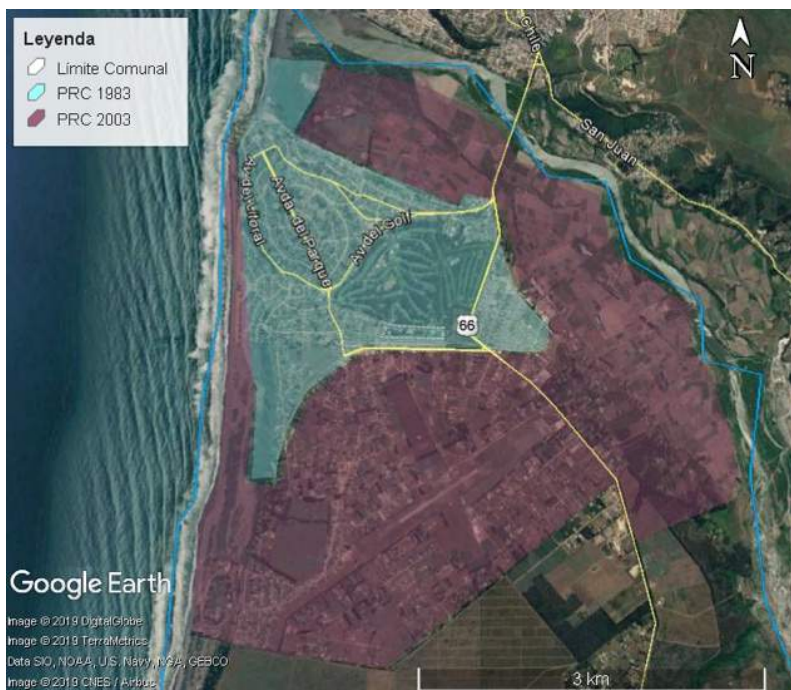 Leyenda
Límite Comunal
PRC 1983
PRC 2003
N
Chile
San Juan
Av del Litoral
Avda. del Parque
Av del Golf
66
Google Earth
Image © 2019 DigitalGlobe
Image © 2019 TerraMetrics
Data SIO, NOAA, U.S. Navy, NGA, GEBCO
Image © 2019 CNES / Airbus
3 km